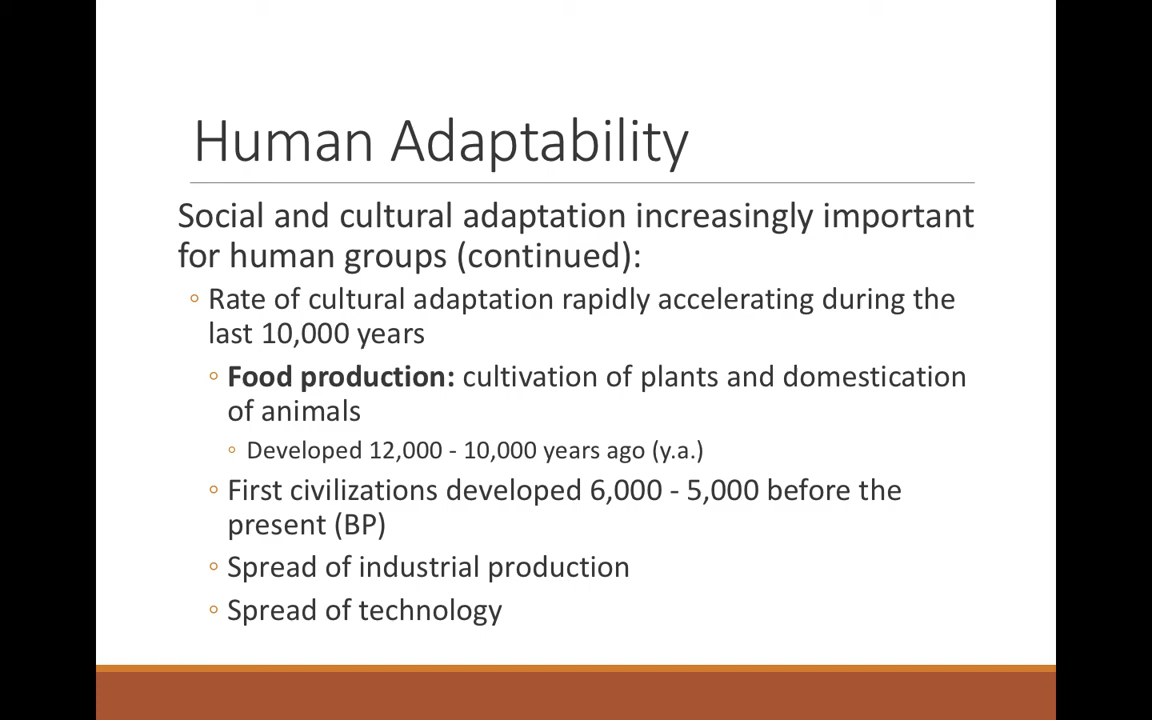 Human Adaptability
Social and cultural adaptation increasingly important
for human groups (continued):
◦ Rate of cultural adaptation rapidly accelerating during the
last 10,000 years
◦ Food production: cultivation of plants and domestication
of animals
◦ Developed 12,000 - 10,000 years ago (y.a.)
◦ First civilizations developed 6,000 - 5,000 before the
present (BP)
◦ Spread of industrial production
◦ Spread of technology